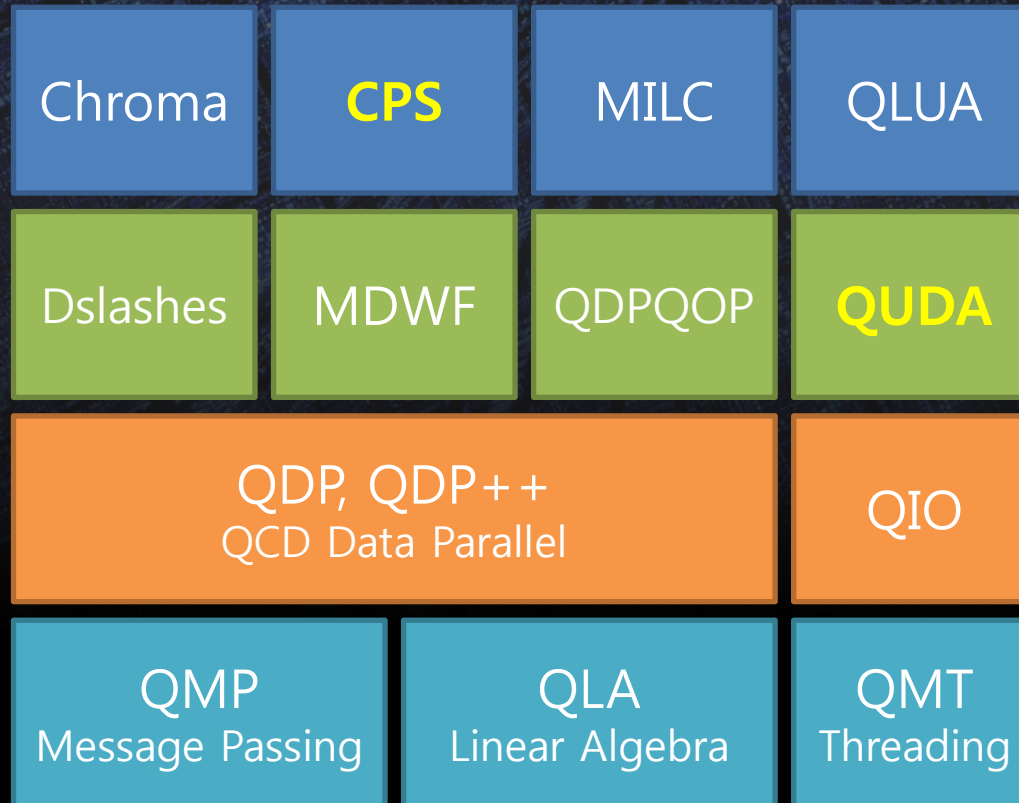 Chroma
CPS
MILC
QLUA
Dslashes
MDWF
QDPQOP
QUDA
QDP, QDP++
QCD Data Parallel
QIO
QMP
Message Passing
QLA
Linear Algebra
QMT
Threading